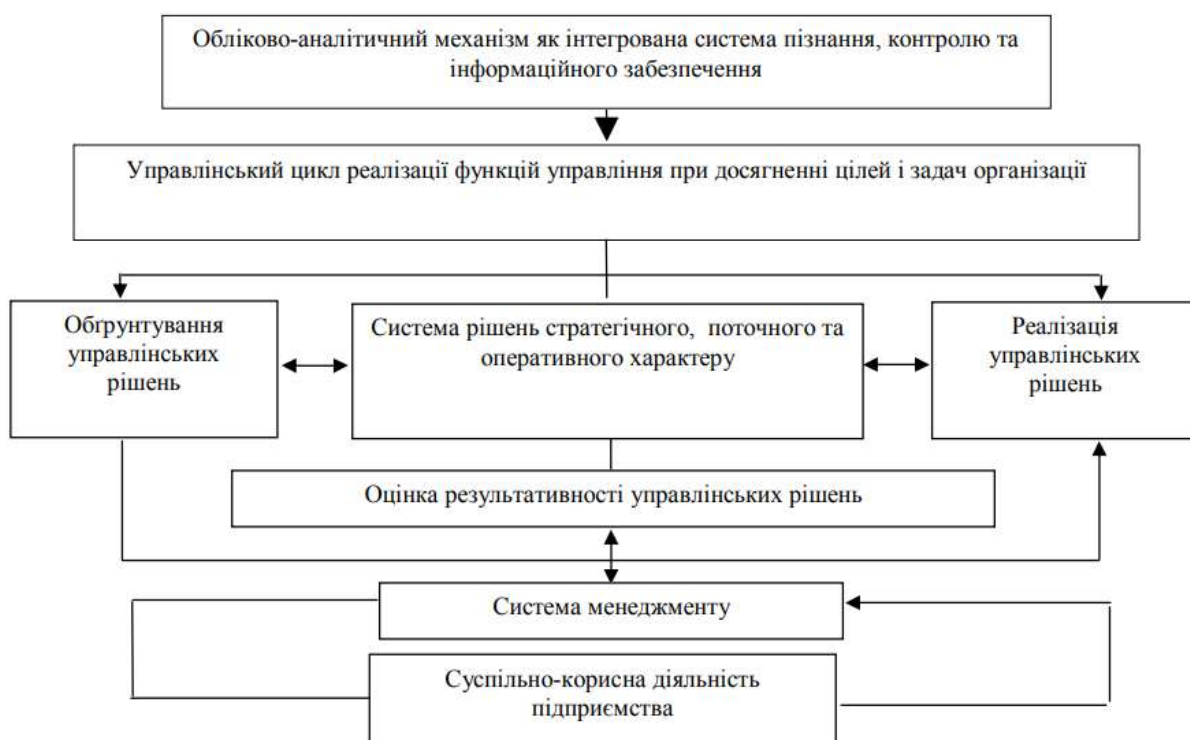 Обліково-аналітичний механізм як інтегрована система пізнання, контролю та
інформаційного забезпечення
Управлінський цикл реалізації функцій управління при досягненні цілей і задач організації
Обґрунтування
управлінських
рішень
Система рішень стратегічного, поточного та
оперативного характеру
Реалізація
управлінських
рішень
Оцінка результативності управлінських рішень
Система менеджменту
Суспільно-корисна діяльність
підприємства